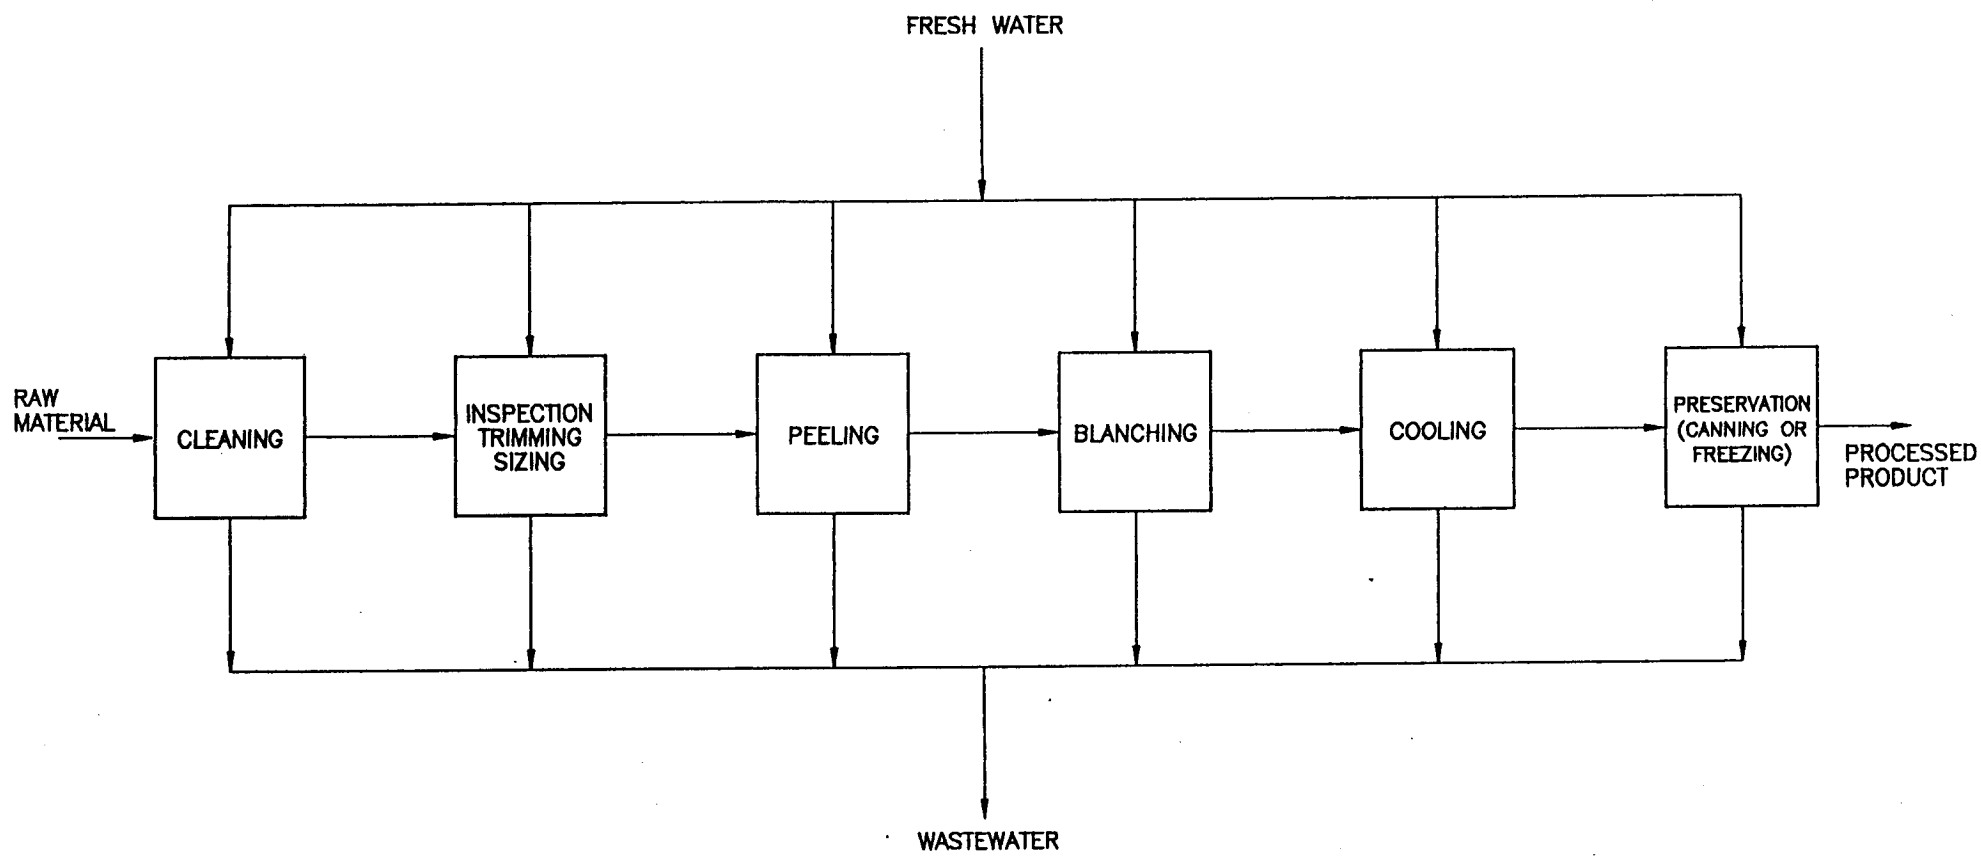 FRESH WATER
RAW
MATERIAL
CLEANING
INSPECTION
TRIMMING
SIZING
PEELING
BLANCHING
COOLING
PRESERVATION
(CANNING OR
FREEZING)
PROCESSED
PRODUCT
WASTEWATER